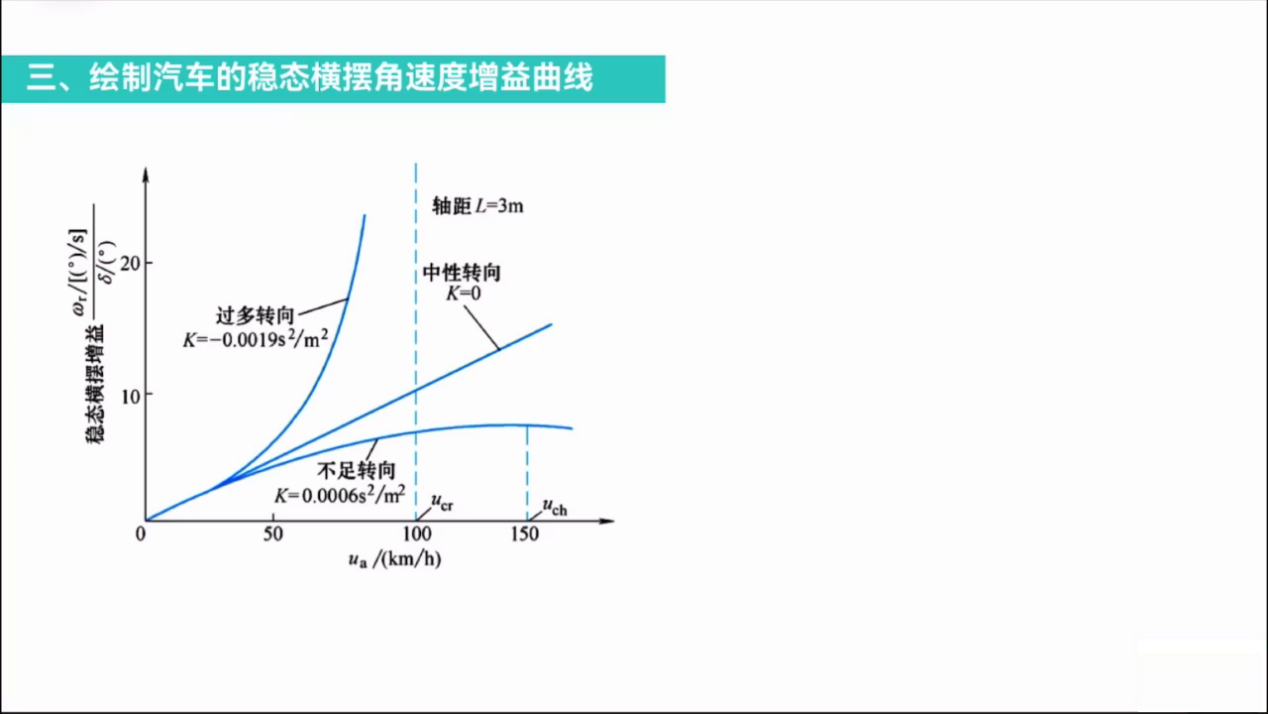 三、绘制汽车的稳态横摆角速度增益曲线
轴距 L=3m
稳态横摆增益 ωr/[(°)/s]
δ/(°)
20
中性转向
K=0
过多转向
K=−0.0019s²/m²
10
不足转向
K=0.0006s²/m²
ucr
uch
0
50
100
150
ua/(km/h)